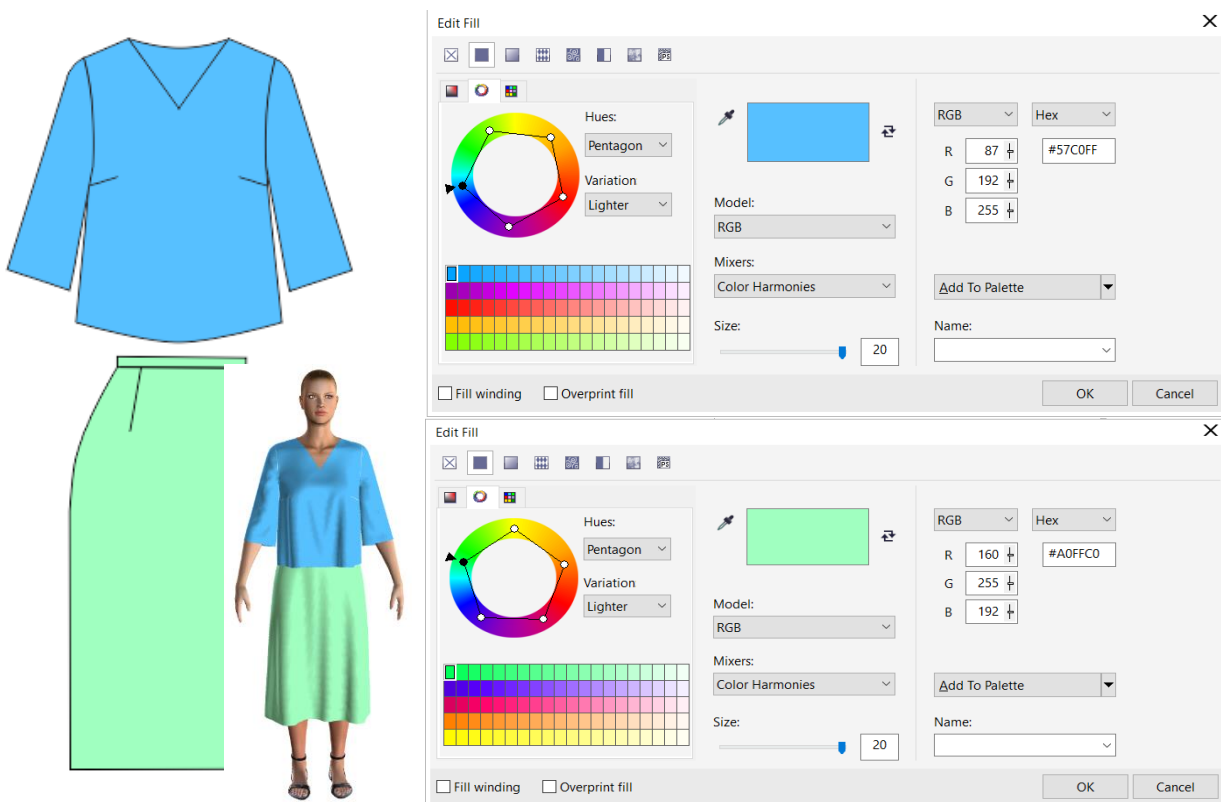 Edit Fill
Hues:
Pentagon
Variation
Lighter
Model:
RGB
Mixers:
Color Harmonies
Size:
20
RGB Hex
R 87 #57C0FF
G 192
B 255
Add To Palette
Name:
Fill winding Overprint fill OK Cancel
Edit Fill
Hues:
Pentagon
Variation
Lighter
Model:
RGB
Mixers:
Color Harmonies
Size:
20
RGB Hex
R 160 #A0FFC0
G 255
B 192
Add To Palette
Name:
Fill winding Overprint fill OK Cancel